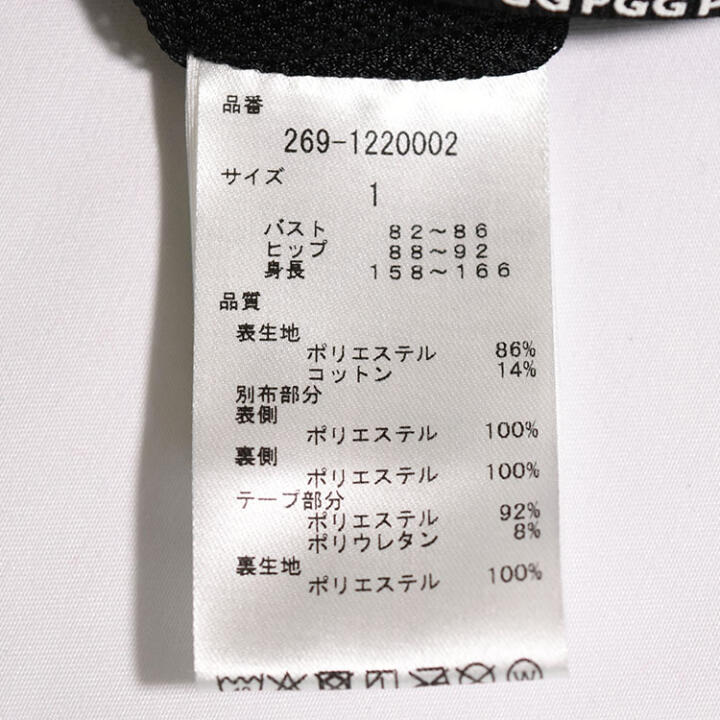 GGPGGP
品番
269-1220002
サイズ
1
バスト 82～86
ヒップ 88～92
身長 158～166
品質
表生地
ポリエステル 86%
コットン 14%
別布部分
表側
ポリエステル 100%
裏側
ポリエステル 100%
テープ部分
ポリエステル 92%
ポリウレタン 8%
裏生地
ポリエステル 100%
W